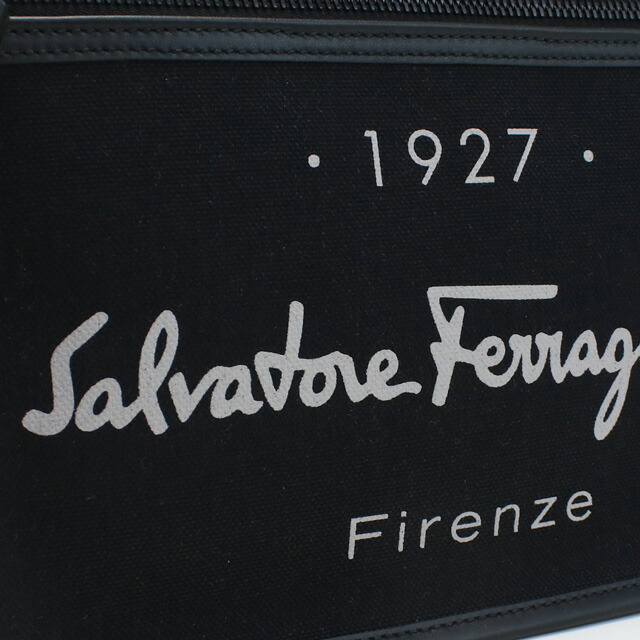 · 1927 ·
Salvatore Ferrag
Firenze